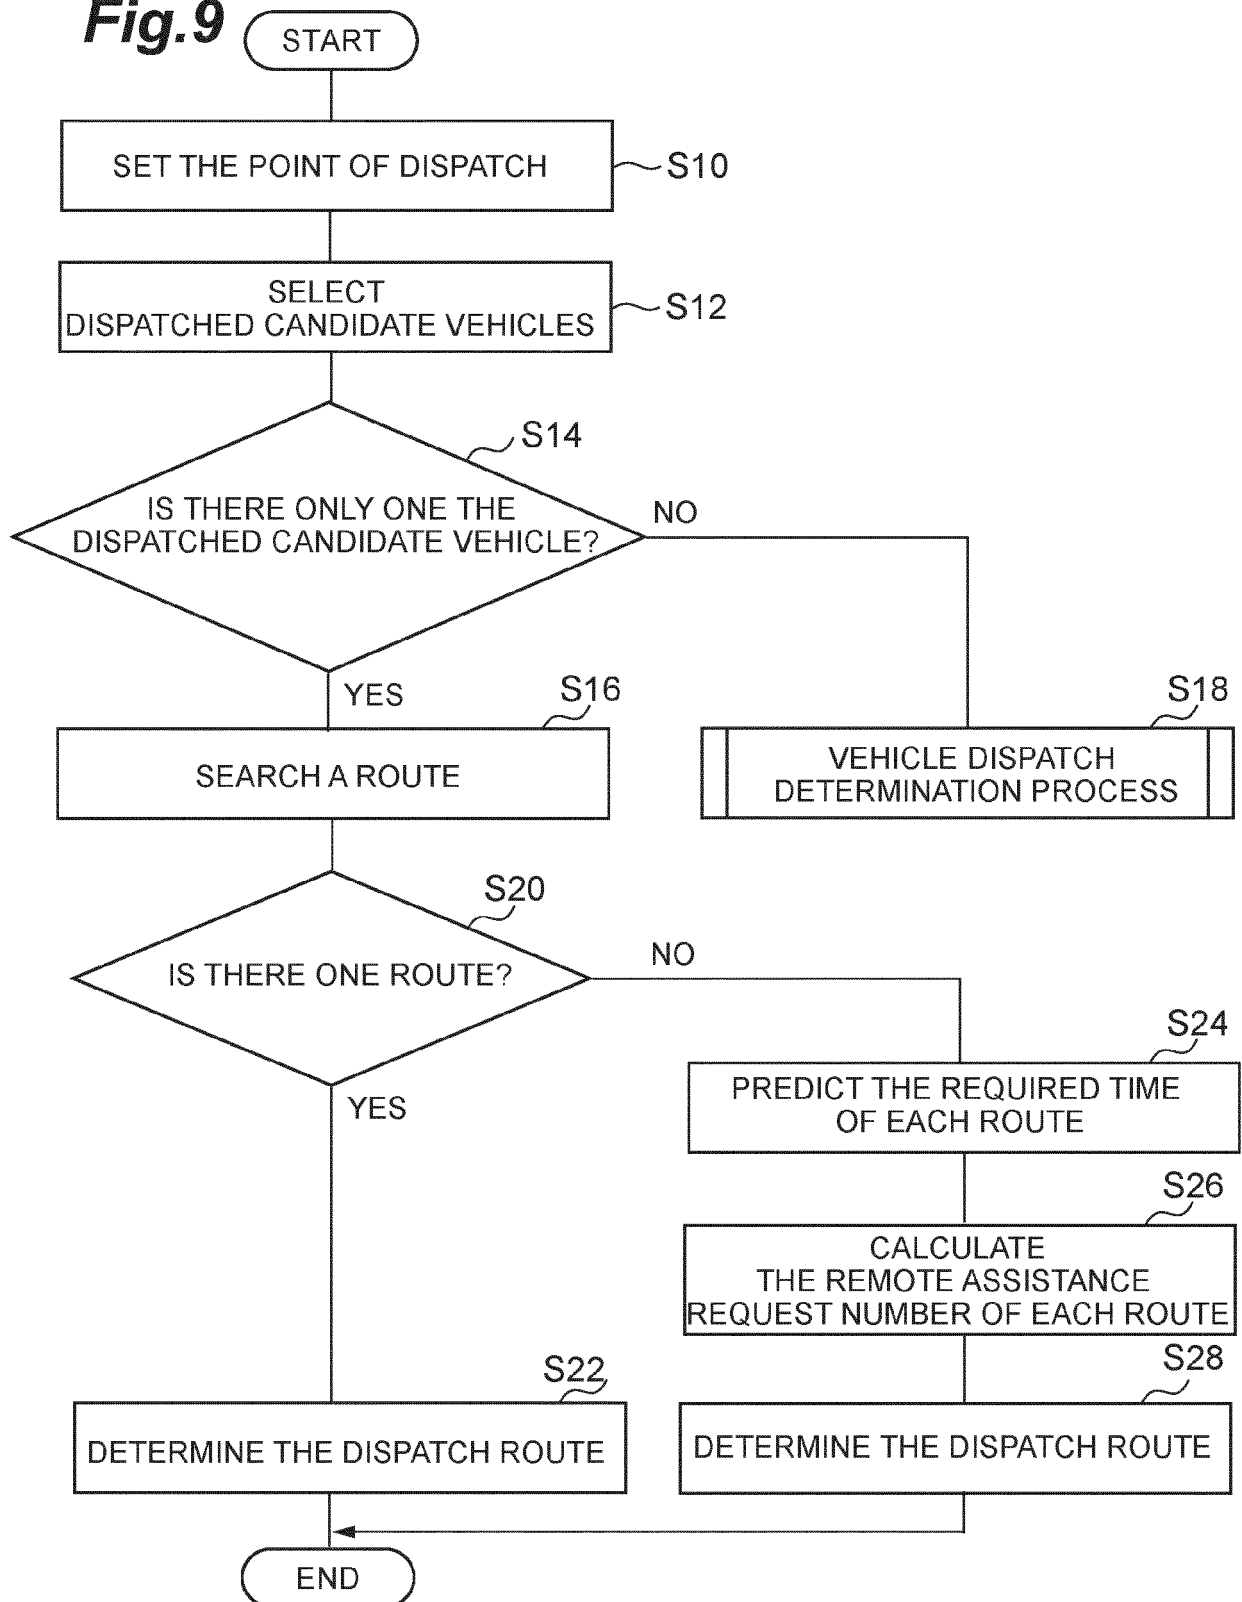 Fig.9
START
SET THE POINT OF DISPATCH
S10
SELECT
DISPATCHED CANDIDATE VEHICLES
S12
S14
IS THERE ONLY ONE THE
DISPATCHED CANDIDATE VEHICLE?
NO
YES
S16
SEARCH A ROUTE
S18
VEHICLE DISPATCH
DETERMINATION PROCESS
S20
IS THERE ONE ROUTE?
NO
YES
S24
PREDICT THE REQUIRED TIME
OF EACH ROUTE
S26
CALCULATE
THE REMOTE ASSISTANCE
REQUEST NUMBER OF EACH ROUTE
S22
DETERMINE THE DISPATCH ROUTE
S28
DETERMINE THE DISPATCH ROUTE
END